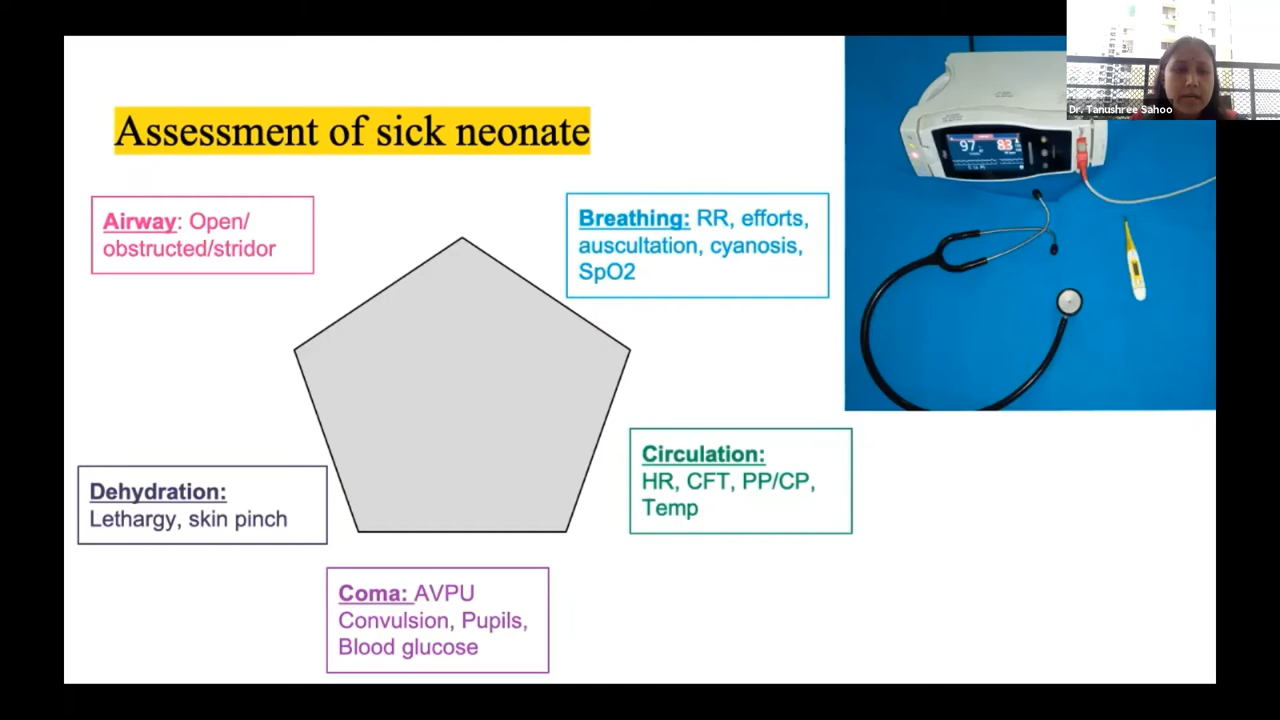 Assessment of sick neonate
Airway: Open/
obstructed/stridor
Breathing: RR, efforts,
auscultation, cyanosis,
SpO2
Circulation:
HR, CFT, PP/CP,
Temp
Dehydration:
Lethargy, skin pinch
Coma: AVPU
Convulsion, Pupils,
Blood glucose
Dr. Tanushree Sahoo
97
83